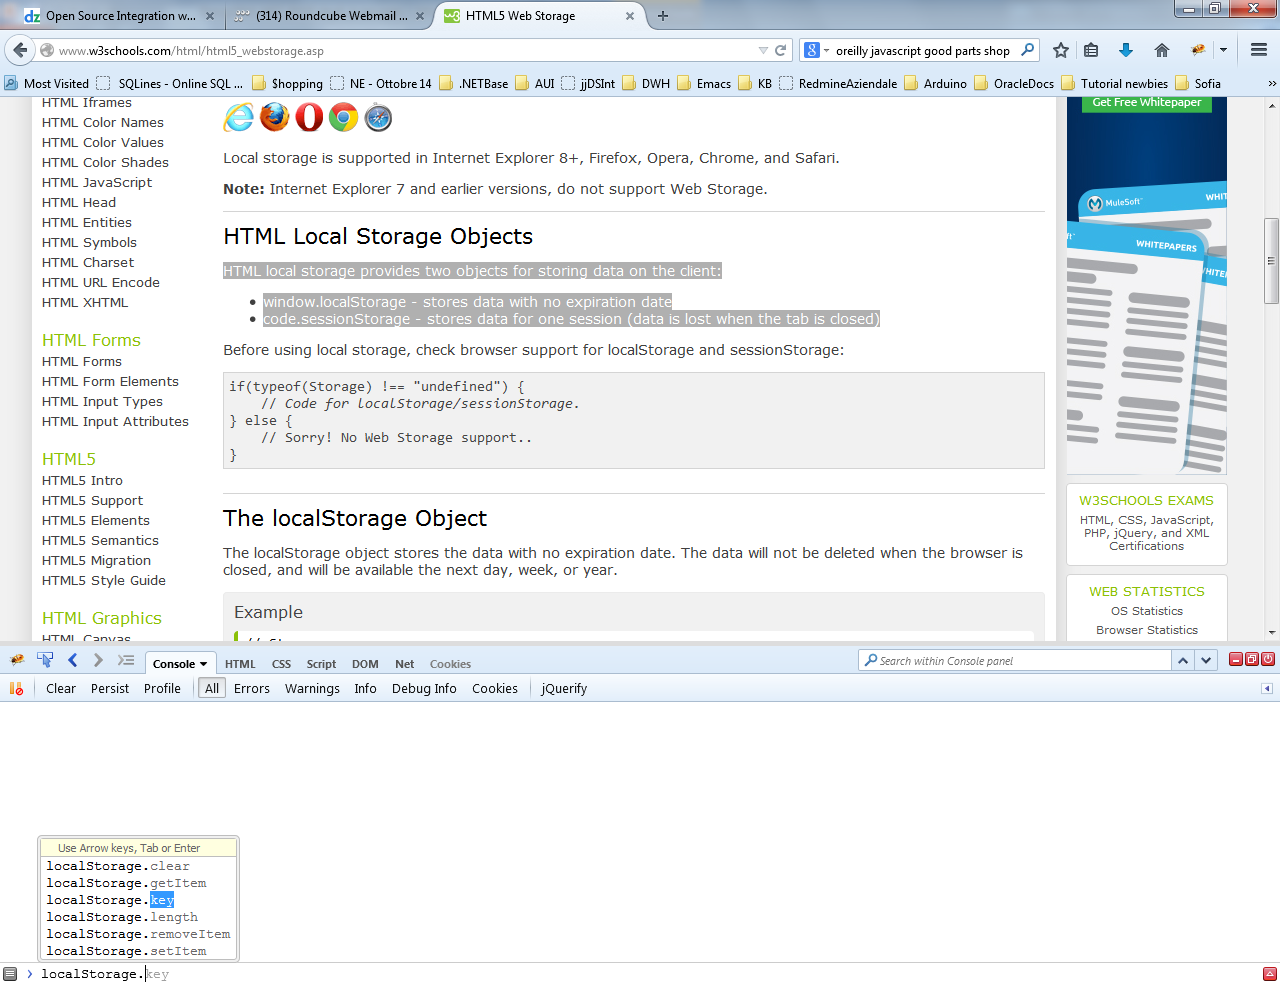 Open Source Integration w...
(314) Roundcube Webmail ...
HTML5 Web Storage
www.w3schools.com/html/html5_webstorage.asp
oreilly javascript good parts shop
Most Visited
SQLines - Online SQL ...
$hopping
NE - Ottobre 14
.NETBase
AUI
jjDSInt
DWH
Emacs
KB
RedmineAziendale
Arduino
OracleDocs
Tutorial newbies
Sofia
HTML Iframes
HTML Color Names
HTML Color Values
HTML Color Shades
HTML JavaScript
HTML Head
HTML Entities
HTML Symbols
HTML Charset
HTML URL Encode
HTML XHTML
HTML Forms
HTML Forms
HTML Form Elements
HTML Input Types
HTML Input Attributes
HTML5
HTML5 Intro
HTML5 Support
HTML5 Elements
HTML5 Semantics
HTML5 Migration
HTML5 Style Guide
HTML Graphics
HTML Canvas
Local storage is supported in Internet Explorer 8+, Firefox, Opera, Chrome, and Safari.
Note: Internet Explorer 7 and earlier versions, do not support Web Storage.
HTML Local Storage Objects
HTML local storage provides two objects for storing data on the client:
window.localStorage - stores data with no expiration date
code.sessionStorage - stores data for one session (data is lost when the tab is closed)
Before using local storage, check browser support for localStorage and sessionStorage:
if(typeof(Storage) !== "undefined") {
    // Code for localStorage/sessionStorage.
} else {
    // Sorry! No Web Storage support..
}
The localStorage Object
The localStorage object stores the data with no expiration date. The data will not be deleted when the browser is
closed, and will be available the next day, week, or year.
Example
Get Free Whitepaper
MuleSoft
WHIT
WHITEPAPERS
WHITE
W3SCHOOLS EXAMS
HTML, CSS, JavaScript,
PHP, jQuery, and XML
Certifications
WEB STATISTICS
OS Statistics
Browser Statistics
Console
HTML
CSS
Script
DOM
Net
Cookies
Search within Console panel
Clear
Persist
Profile
All
Errors
Warnings
Info
Debug Info
Cookies
jQuerify
Use Arrow keys, Tab or Enter
localStorage.clear
localStorage.getItem
localStorage.key
localStorage.length
localStorage.removeItem
localStorage.setItem
localStorage.key